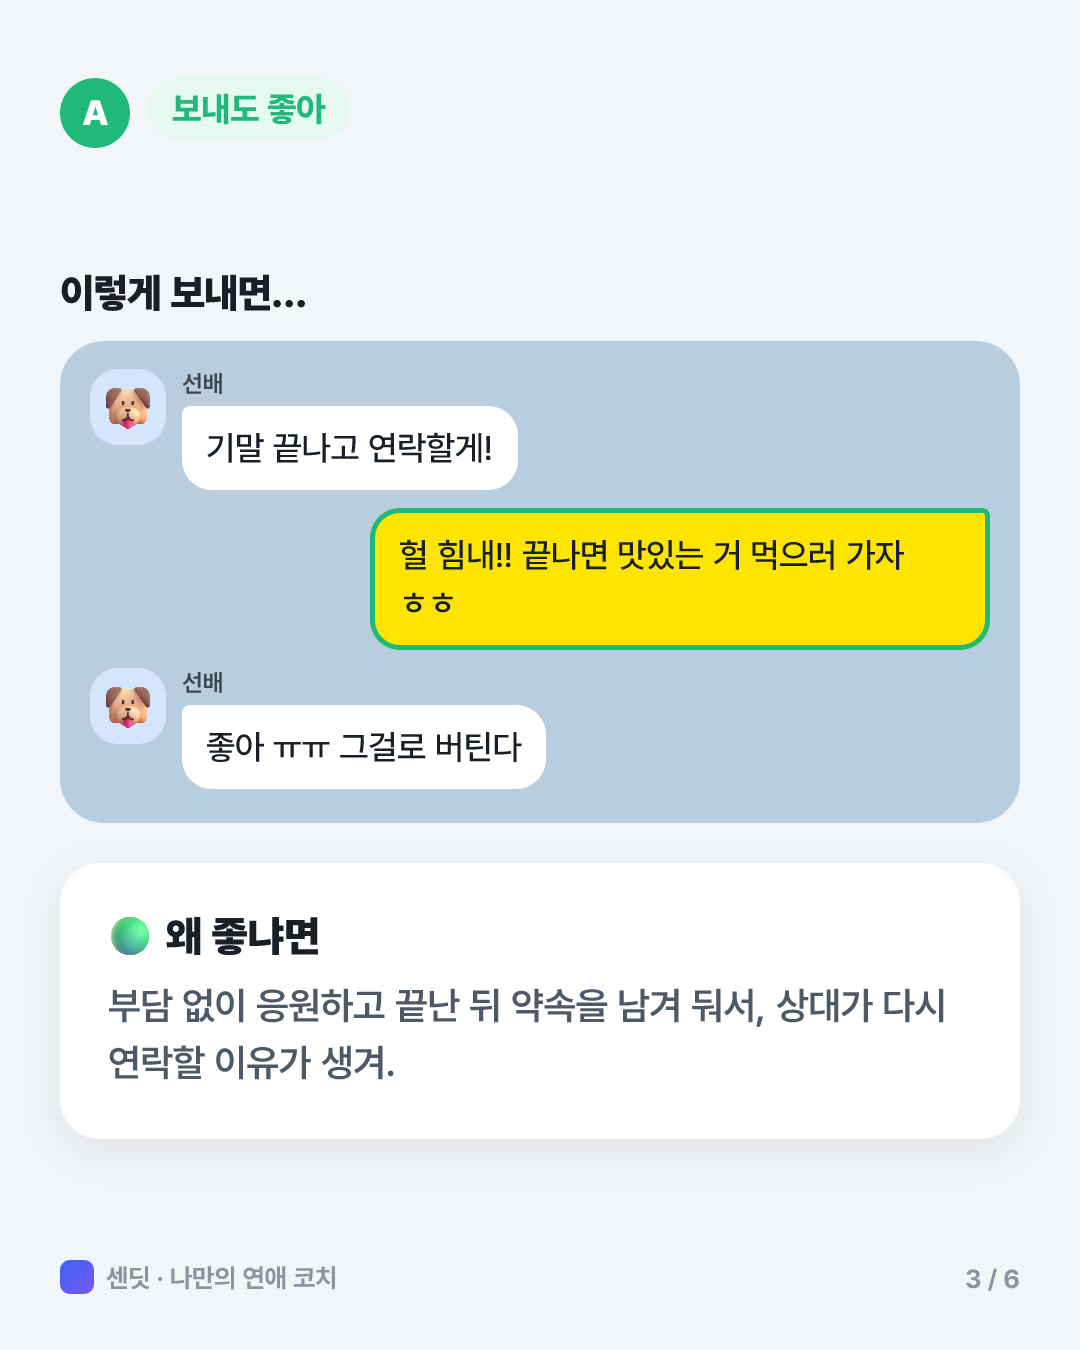 A
보내도 좋아
이렇게 보내면...
선배
기말 끝나고 연락할게!
헐 힘내!! 끝나면 맛있는 거 먹으러 가자
ㅎㅎ
선배
좋아 ㅠㅠ 그걸로 버틴다
왜 좋냐면
부담 없이 응원하고 끝난 뒤 약속을 남겨 둬서, 상대가 다시
연락할 이유가 생겨.
센딧 · 나만의 연애 코치
3 / 6